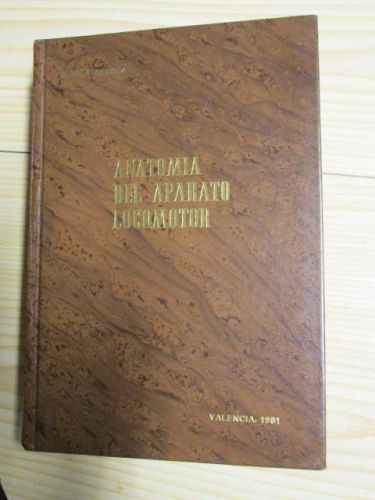 ANATOMIA
DEL APARATO
LOCOMOTOR
VALENCIA, 1981